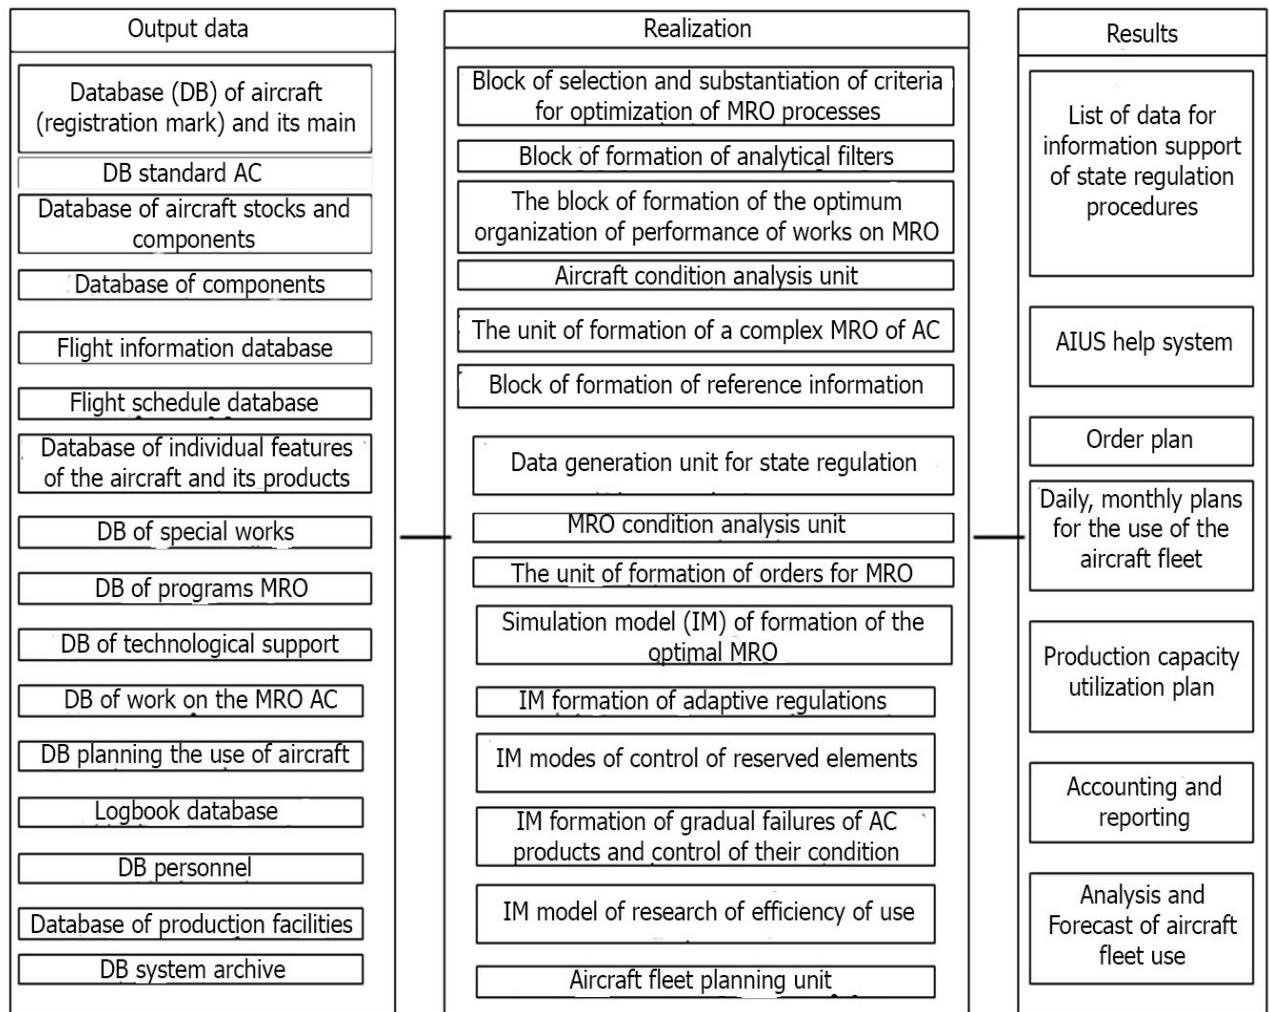 Output data
Database (DB) of aircraft
(registration mark) and its main
DB standard AC
Database of aircraft stocks and
components
Database of components
Flight information database
Flight schedule database
Database of individual features
of the aircraft and its products
DB of special works
DB of programs MRO
DB of technological support
DB of work on the MRO AC
DB planning the use of aircraft
Logbook database
DB personnel
Database of production facilities
DB system archive
Realization
Block of selection and substantiation of criteria
for optimization of MRO processes
Block of formation of analytical filters
The block of formation of the optimum
organization of performance of works on MRO
Aircraft condition analysis unit
The unit of formation of a complex MRO of AC
Block of formation of reference information
Data generation unit for state regulation
MRO condition analysis unit
The unit of formation of orders for MRO
Simulation model (IM) of formation of the
optimal MRO
IM formation of adaptive regulations
IM modes of control of reserved elements
IM formation of gradual failures of AC
products and control of their condition
IM model of research of efficiency of use
Aircraft fleet planning unit
Results
List of data for
information support
of state regulation
procedures
AIUS help system
Order plan
Daily, monthly plans
for the use of the
aircraft fleet
Production capacity
utilization plan
Accounting and
reporting
Analysis and
Forecast of aircraft
fleet use